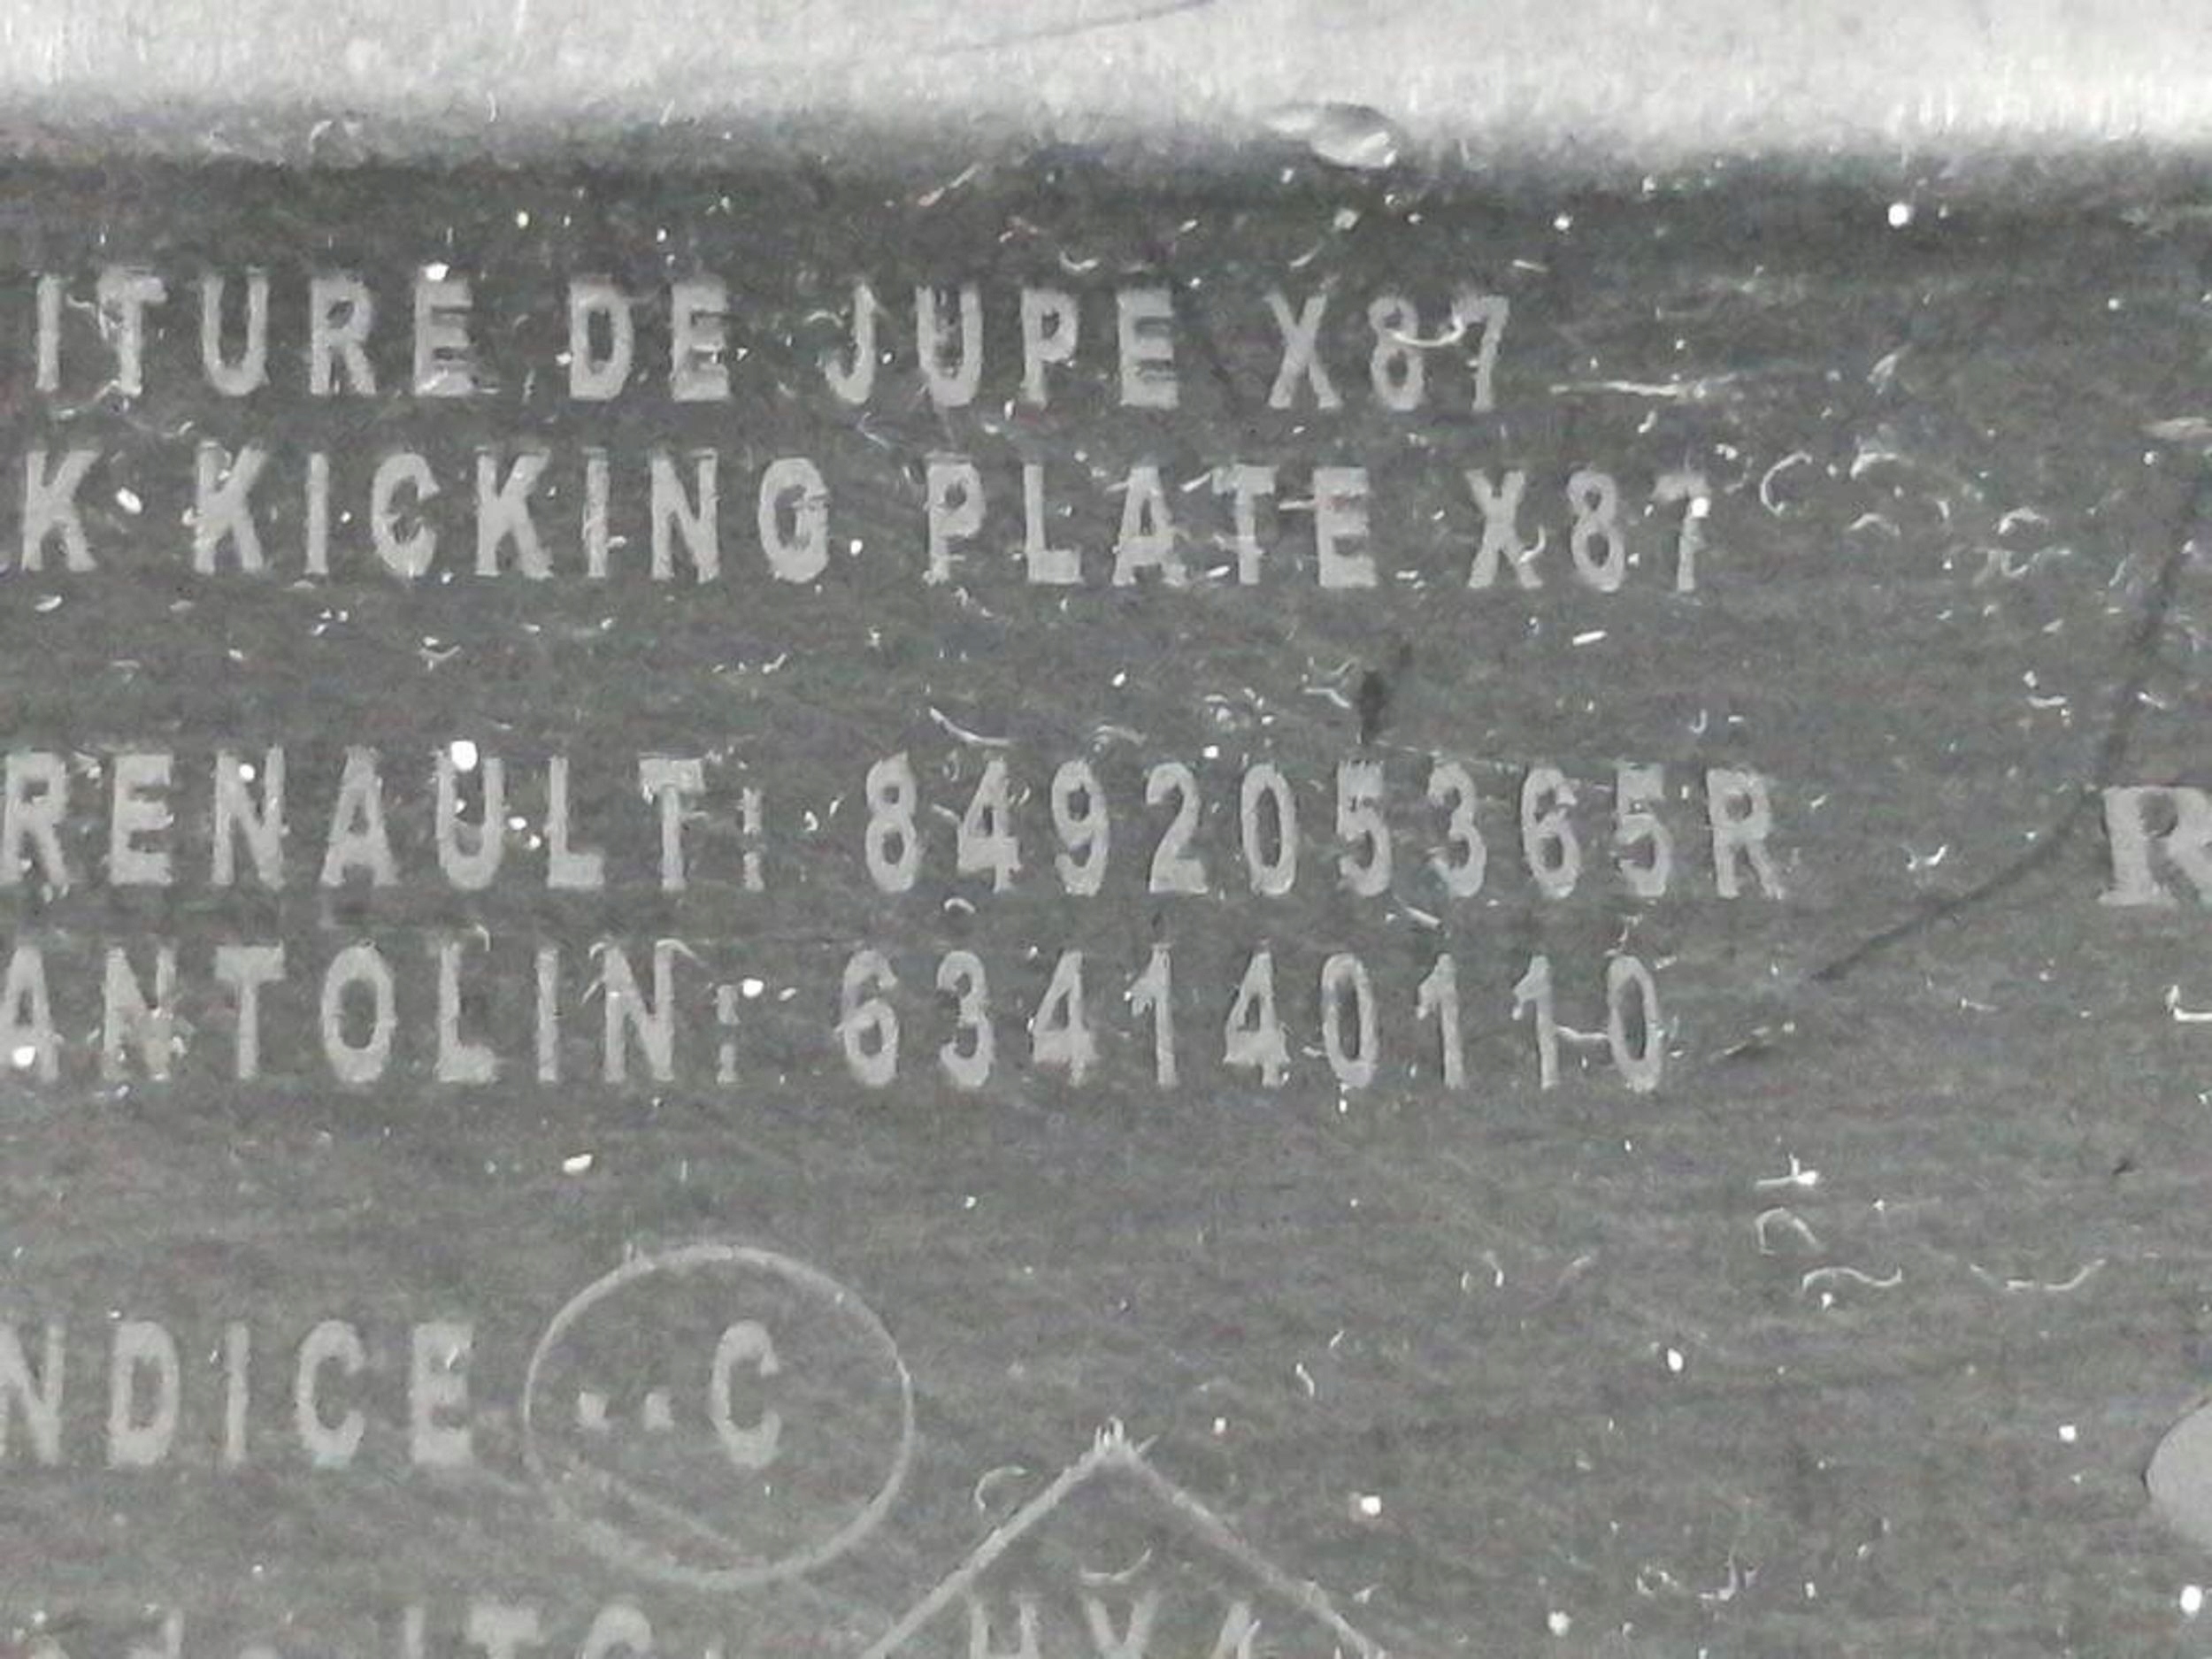 ITURE DE JUPE X87
K KICKING PLATE X87
RENAULT: 849205365R R
ANTOLIN: 634140110
NDICE ..C